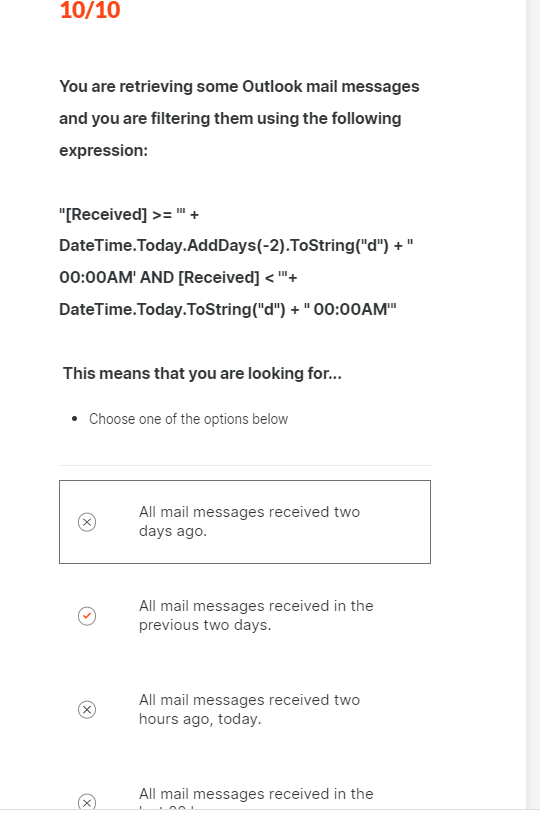 10/10
You are retrieving some Outlook mail messages
and you are filtering them using the following
expression:
"[Received] >= '" +
DateTime.Today.AddDays(-2).ToString("d") + "
00:00AM' AND [Received] < '"+
DateTime.Today.ToString("d") + " 00:00AM'"
This means that you are looking for...
• Choose one of the options below
All mail messages received two
days ago.
All mail messages received in the
previous two days.
All mail messages received two
hours ago, today.
All mail messages received in the